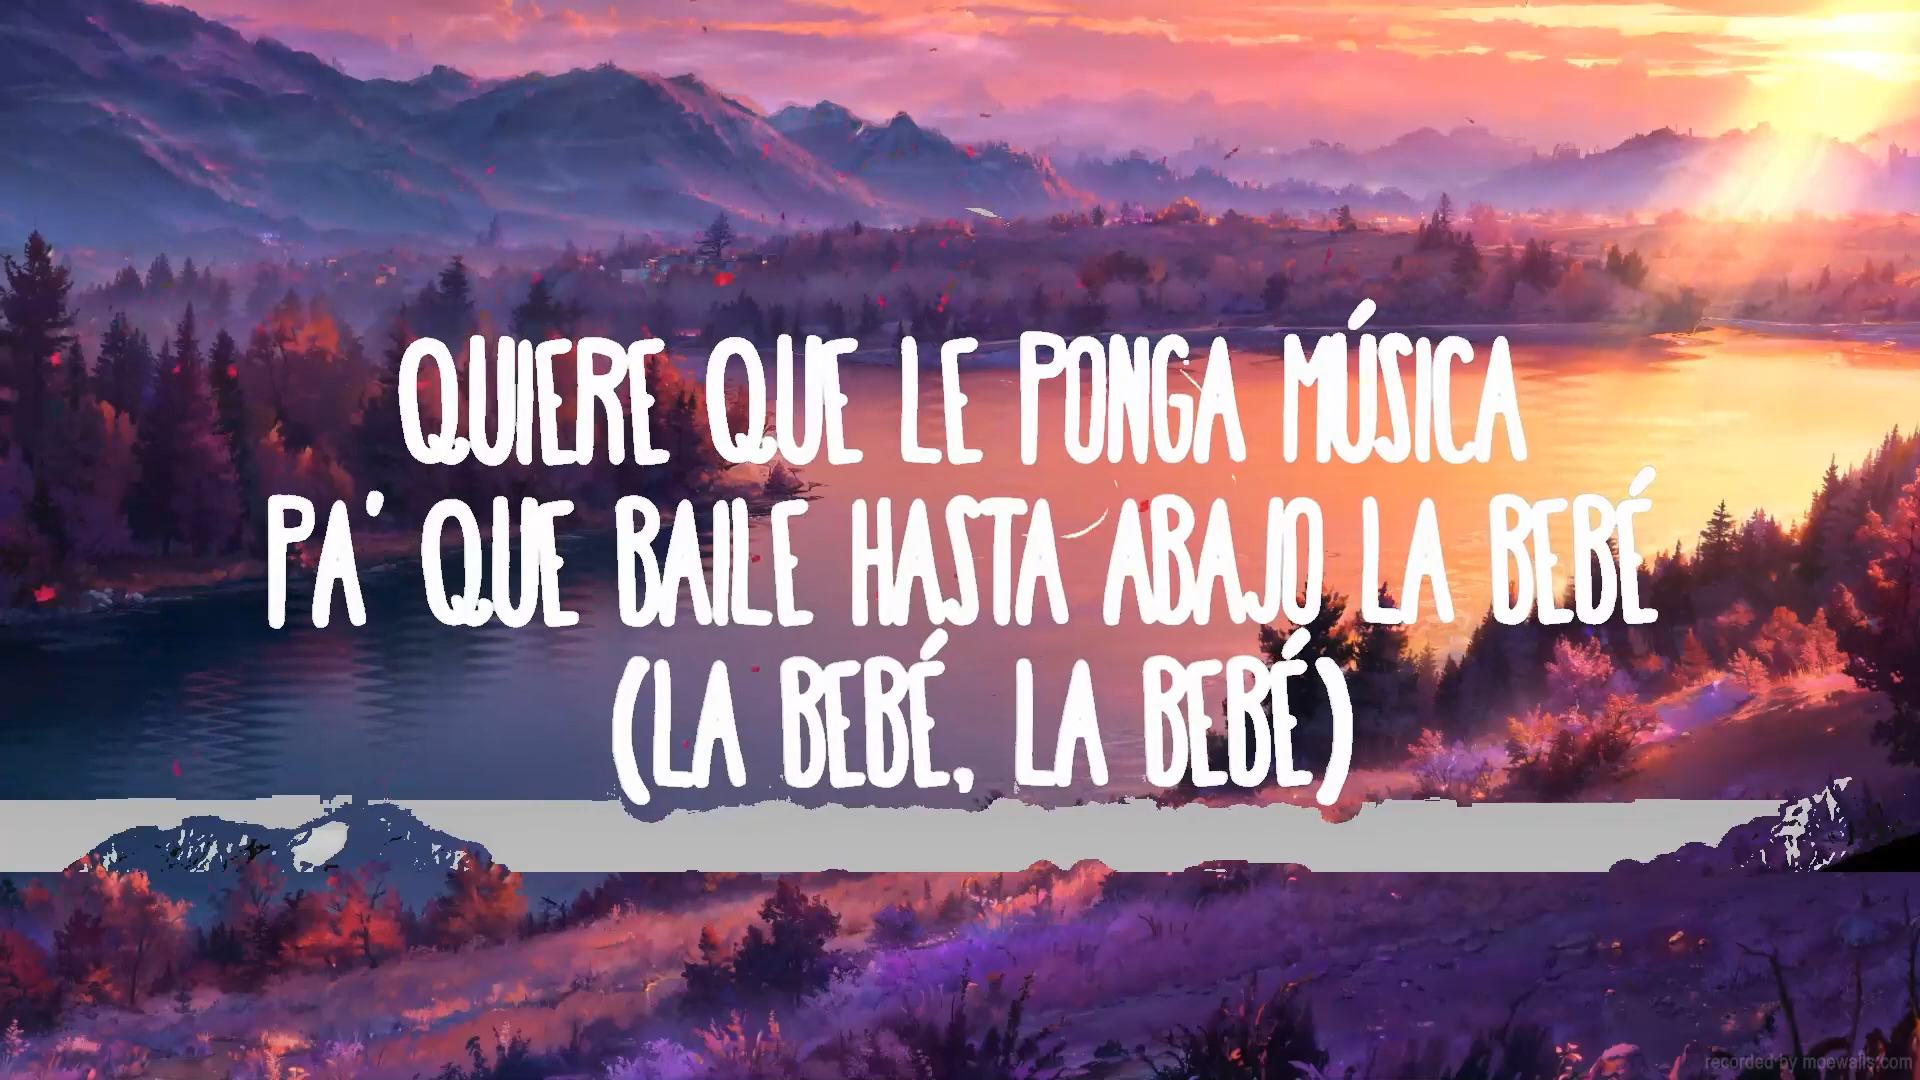 QUIERE QUE LE PONGA MÚSICA
PA' QUE BAILE HASTA ABAJO LA BEBÉ
(LA BEBÉ, LA BEBÉ)
recorded by moewalls.com